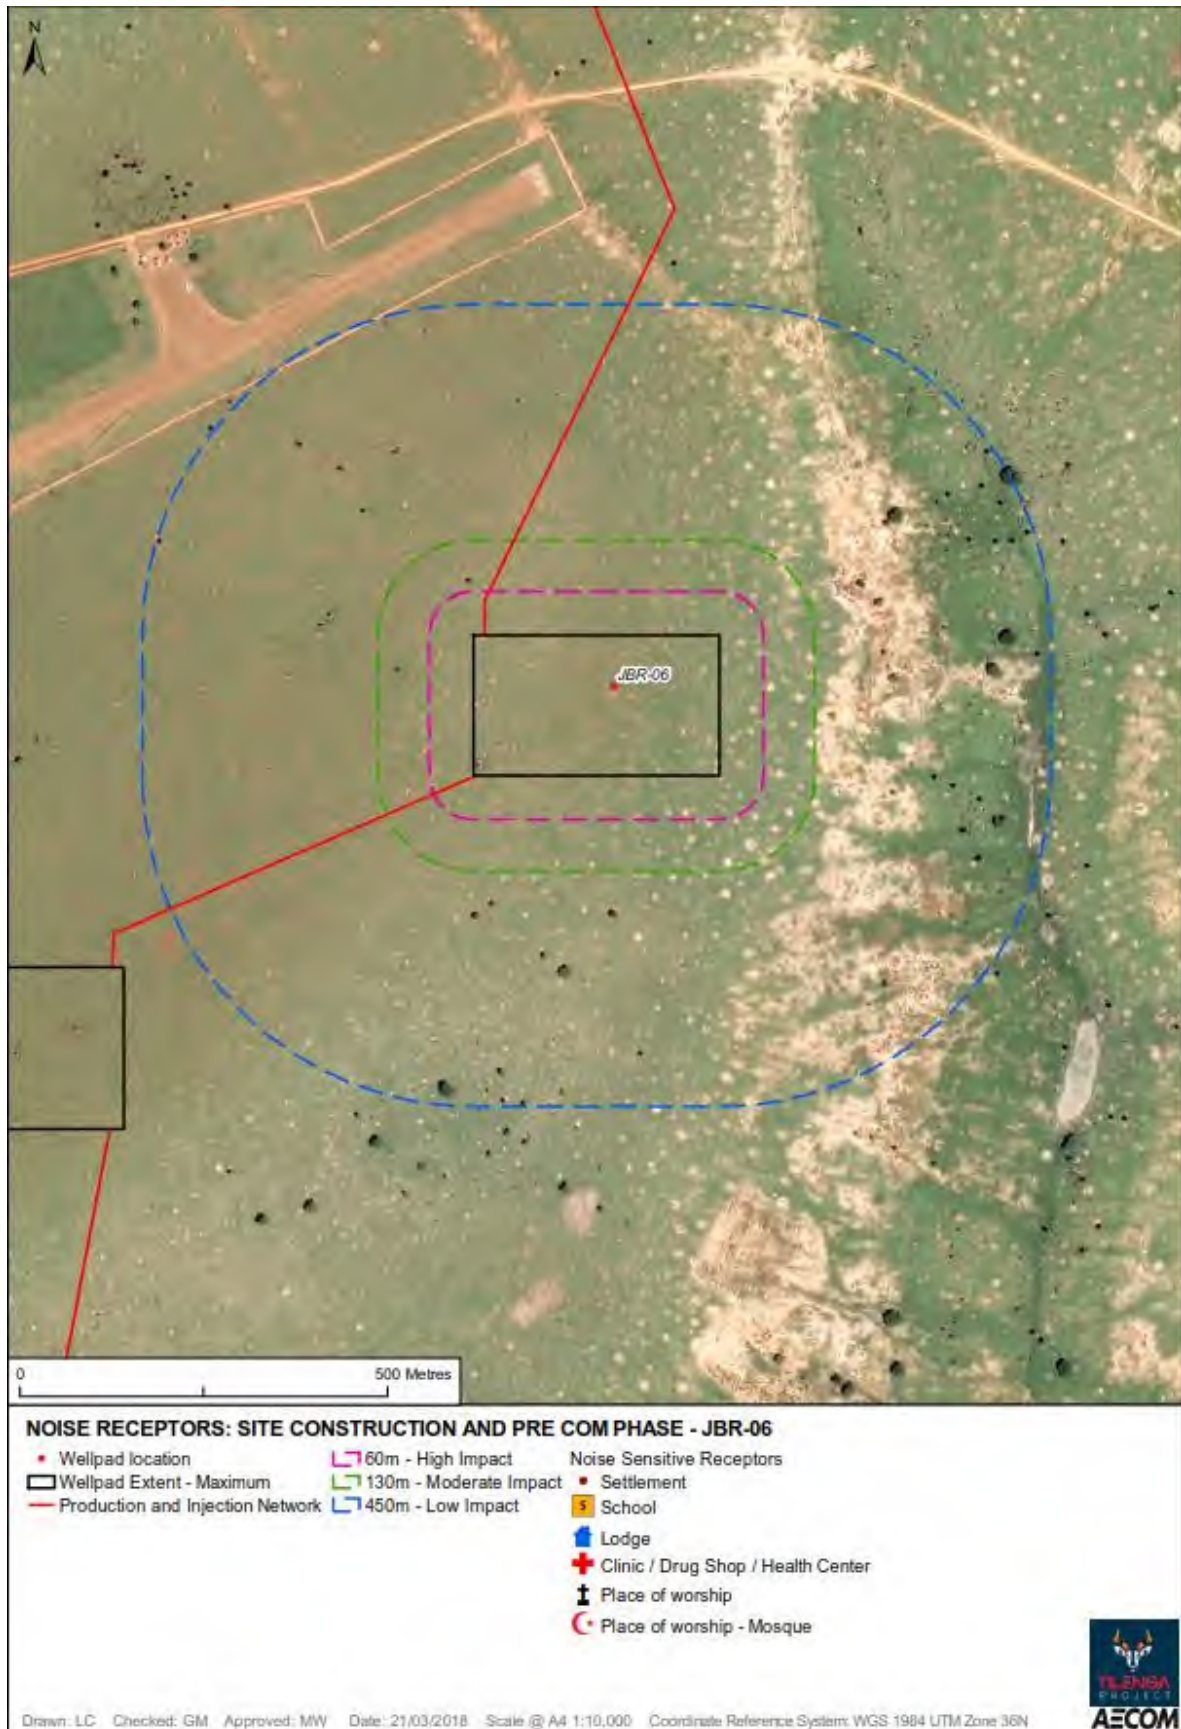 N
JBR-06
0 500 Metres
NOISE RECEPTORS: SITE CONSTRUCTION AND PRE COM PHASE - JBR-06
Wellpad location
Wellpad Extent - Maximum
Production and Injection Network
60m - High Impact
130m - Moderate Impact
450m - Low Impact
Noise Sensitive Receptors
Settlement
S School
Lodge
Clinic / Drug Shop / Health Center
Place of worship
Place of worship - Mosque
TILENGA
PROJECT
AECOM
Drawn: LC Checked: GM Approved: MW Date: 21/03/2018 Scale @ A4 1:10,000 Coordinate Reference System: WGS 1984 UTM Zone 36N